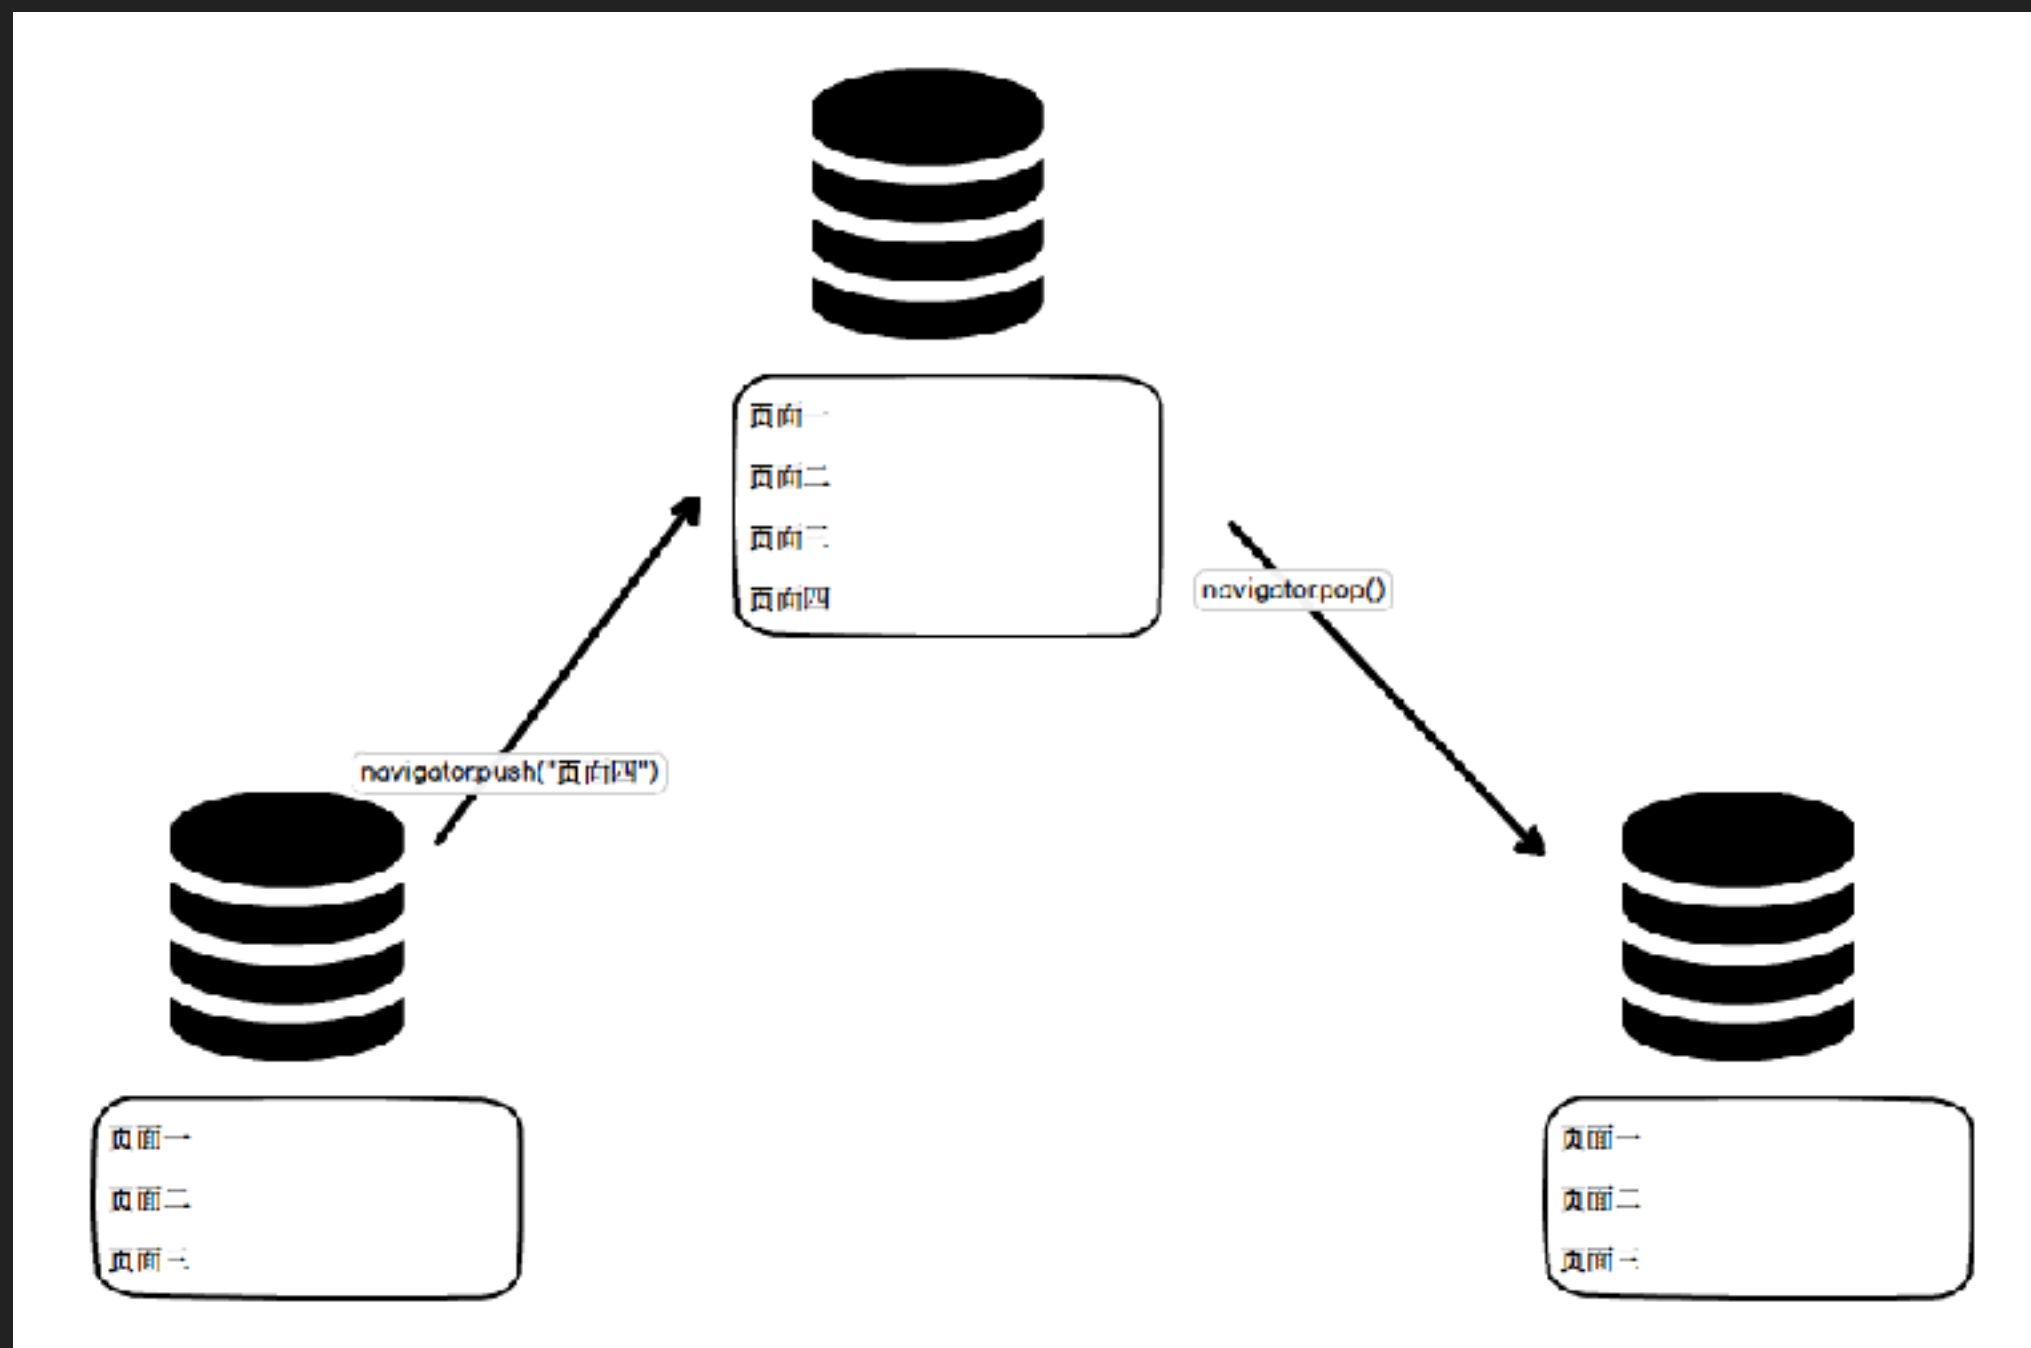 页面一
页面二
页面三
页面四
navigator.pop()
navigator.push("页面四")
页面一
页面二
页面三
页面一
页面二
页面三